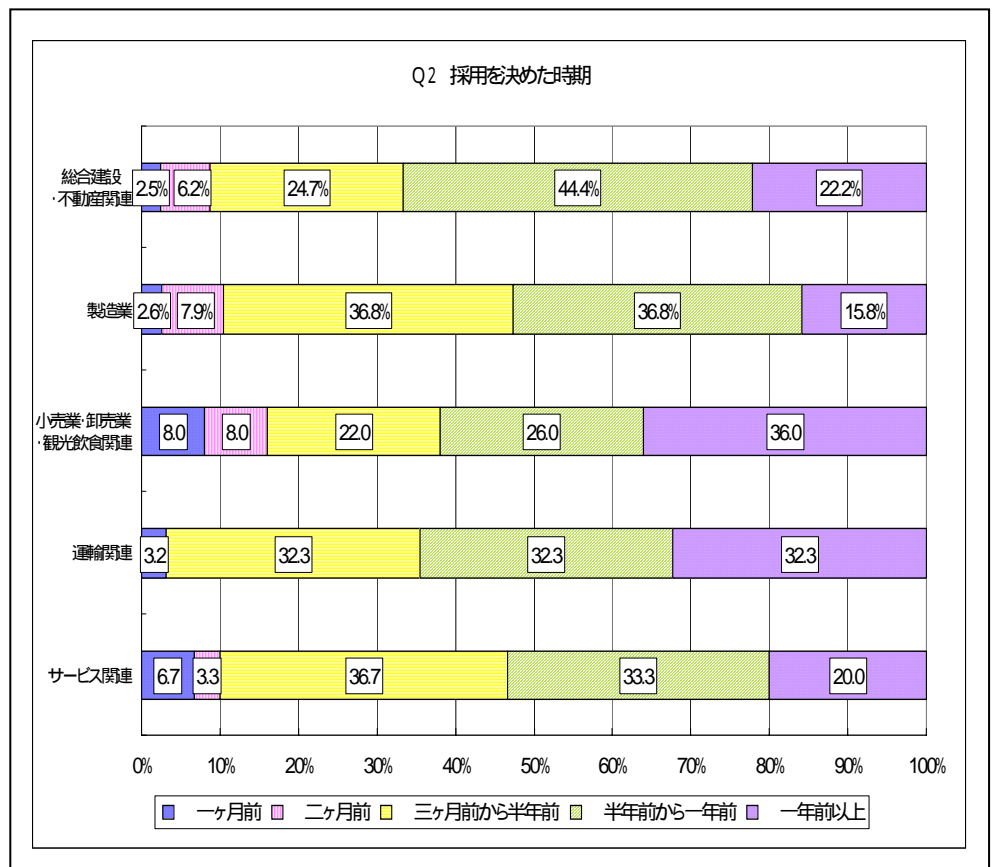 Q2 採用を決めた時期
総合建設
・不動産関連
2.5% 6.2% 24.7% 44.4% 22.2%
製造業
2.6% 7.9% 36.8% 36.8% 15.8%
小売業・卸売業
・観光飲食関連
8.0 8.0 22.0 26.0 36.0
運輸関連
3.2 32.3 32.3 32.3
サービス関連
6.7 3.3 36.7 33.3 20.0
0% 10% 20% 30% 40% 50% 60% 70% 80% 90% 100%
一ヶ月前 二ヶ月前 三ヶ月前から半年前 半年前から一年前 一年前以上